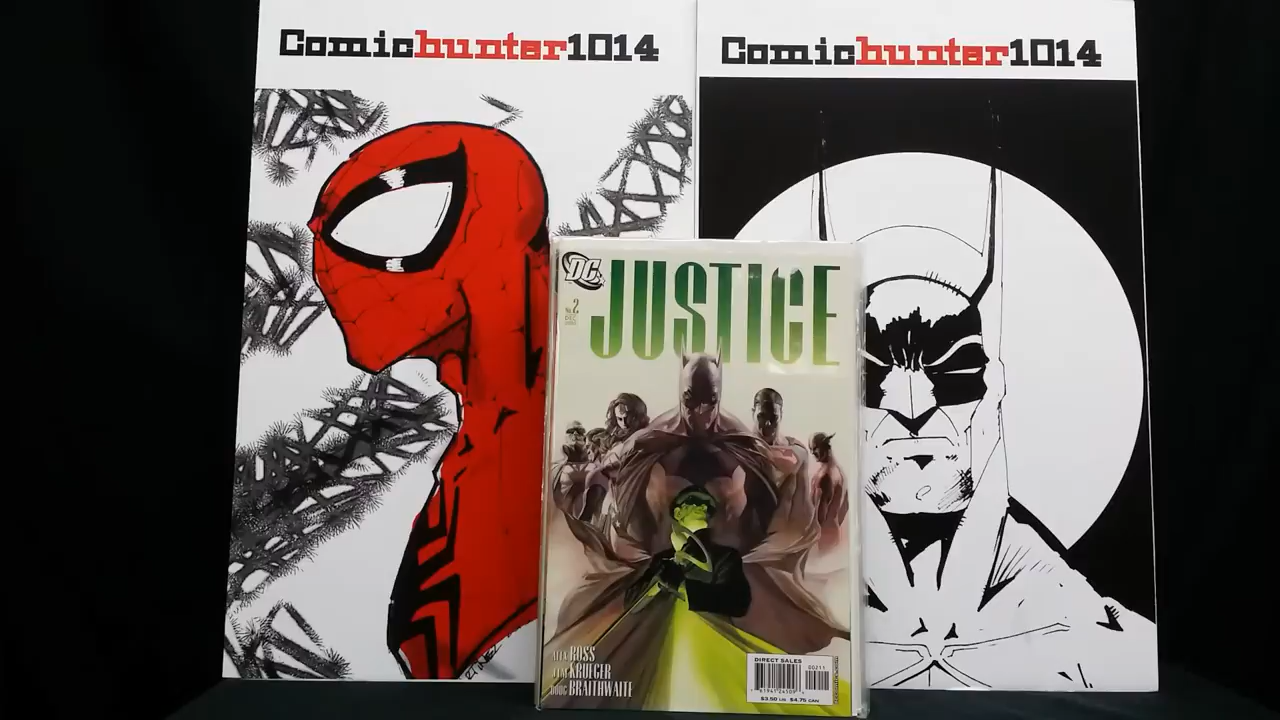 Comichunter1014
Comichunter1014
DC
JUSTICE
No.2
DEC
ALEX ROSS
JIM KRUEGER
DOUG BRAITHWAITE
DIRECT SALES
00211
$3.50 US $4.75 CAN